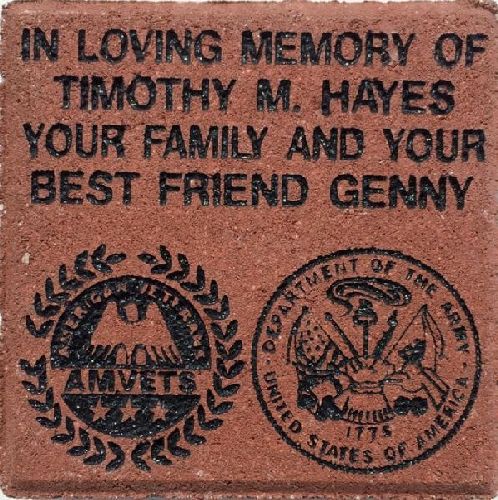 IN LOVING MEMORY OF
TIMOTHY M. HAYES
YOUR FAMILY AND YOUR
BEST FRIEND GENNY
AMVETS
DEPARTMENT OF THE ARMY
UNITED STATES OF AMERICA
1775